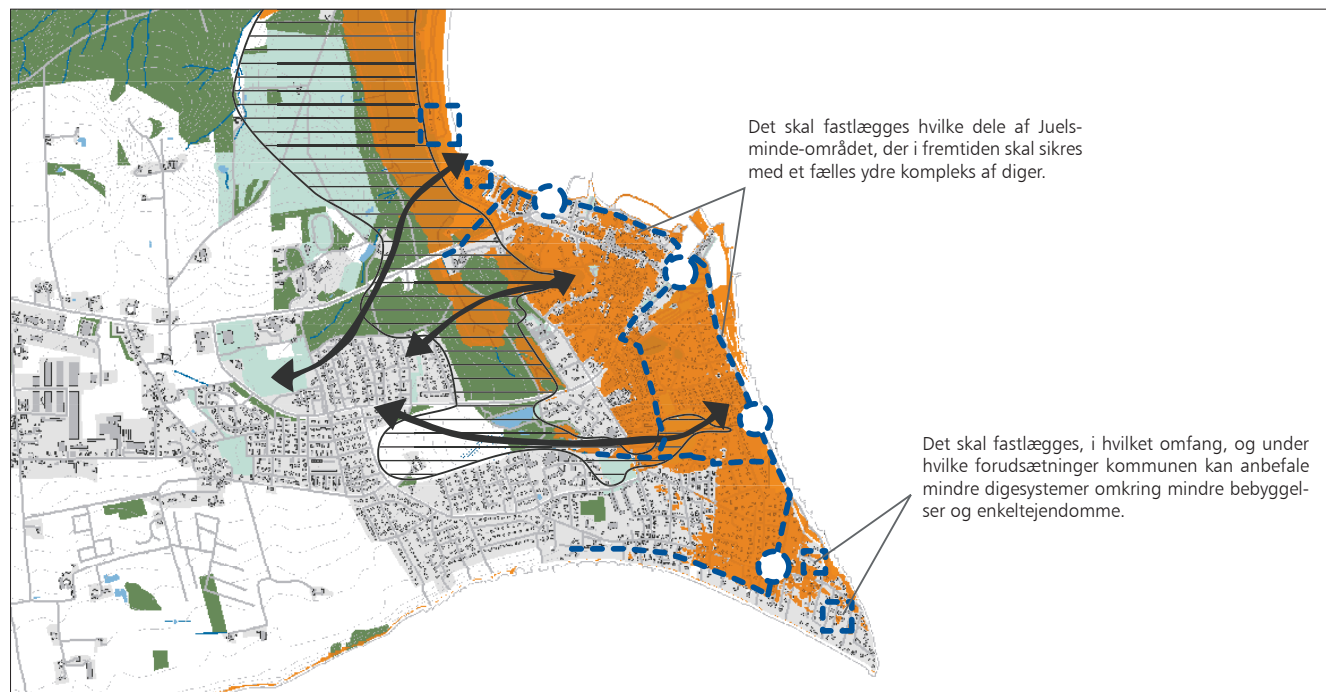 Det skal fastlægges hvilke dele af Juels-
minde-området, der i fremtiden skal sikres
med et fælles ydre kompleks af diger.
Det skal fastlægges, i hvilket omfang, og under
hvilke forudsætninger kommunen kan anbefale
mindre digesystemer omkring mindre bebyggel-
ser og enkeltejendomme.